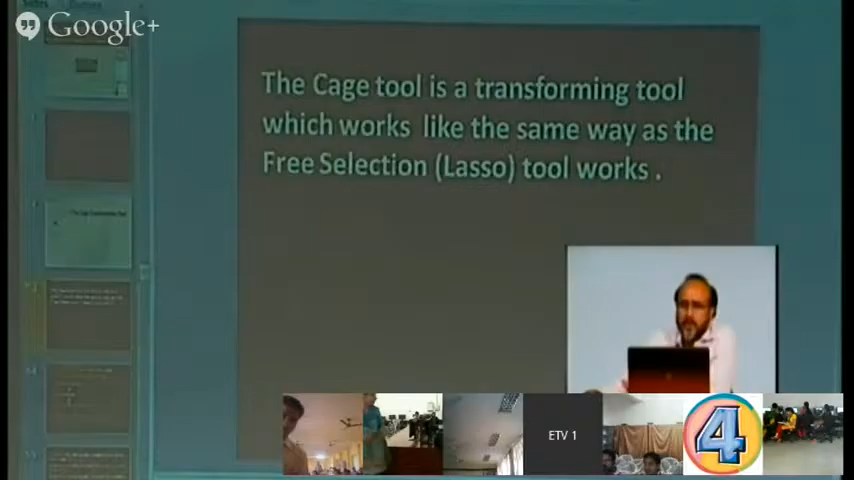 Google+
The Cage tool is a transforming tool
which works like the same way as the
Free Selection (Lasso) tool works .
ETV 1
4